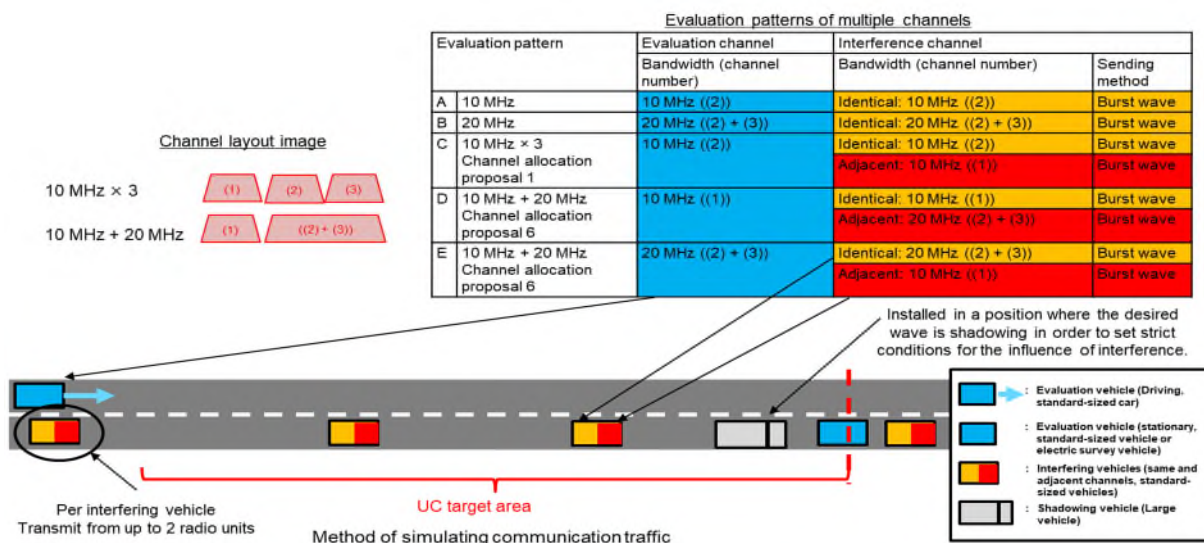 Evaluation patterns of multiple channels
Evaluation pattern
Evaluation channel
Interference channel
Bandwidth (channel
number)
Bandwidth (channel number)
Sending
method
A 10 MHz
10 MHz ((2))
Identical: 10 MHz ((2))
Burst wave
B 20 MHz
20 MHz ((2) + (3))
Identical: 20 MHz ((2) + (3))
Burst wave
C 10 MHz × 3
Channel allocation
proposal 1
10 MHz ((2))
Identical: 10 MHz ((2))
Burst wave
Adjacent: 10 MHz ((1))
Burst wave
D 10 MHz + 20 MHz
Channel allocation
proposal 6
10 MHz ((1))
Identical: 10 MHz ((1))
Burst wave
Adjacent: 20 MHz ((2) + (3))
Burst wave
E 10 MHz + 20 MHz
Channel allocation
proposal 6
20 MHz ((2) + (3))
Identical: 20 MHz ((2) + (3))
Burst wave
Adjacent: 10 MHz ((1))
Burst wave
Channel layout image
10 MHz × 3
(1) (2) (3)
10 MHz + 20 MHz
(1) ((2) + (3))
Installed in a position where the desired
wave is shadowing in order to set strict
conditions for the influence of interference.
: Evaluation vehicle (Driving,
standard-sized car)
: Evaluation vehicle (stationary,
standard-sized vehicle or
electric survey vehicle)
: Interfering vehicles (same and
adjacent channels, standard-
sized vehicles)
: Shadowing vehicle (Large
vehicle)
Per interfering vehicle
Transmit from up to 2 radio units
UC target area
Method of simulating communication traffic